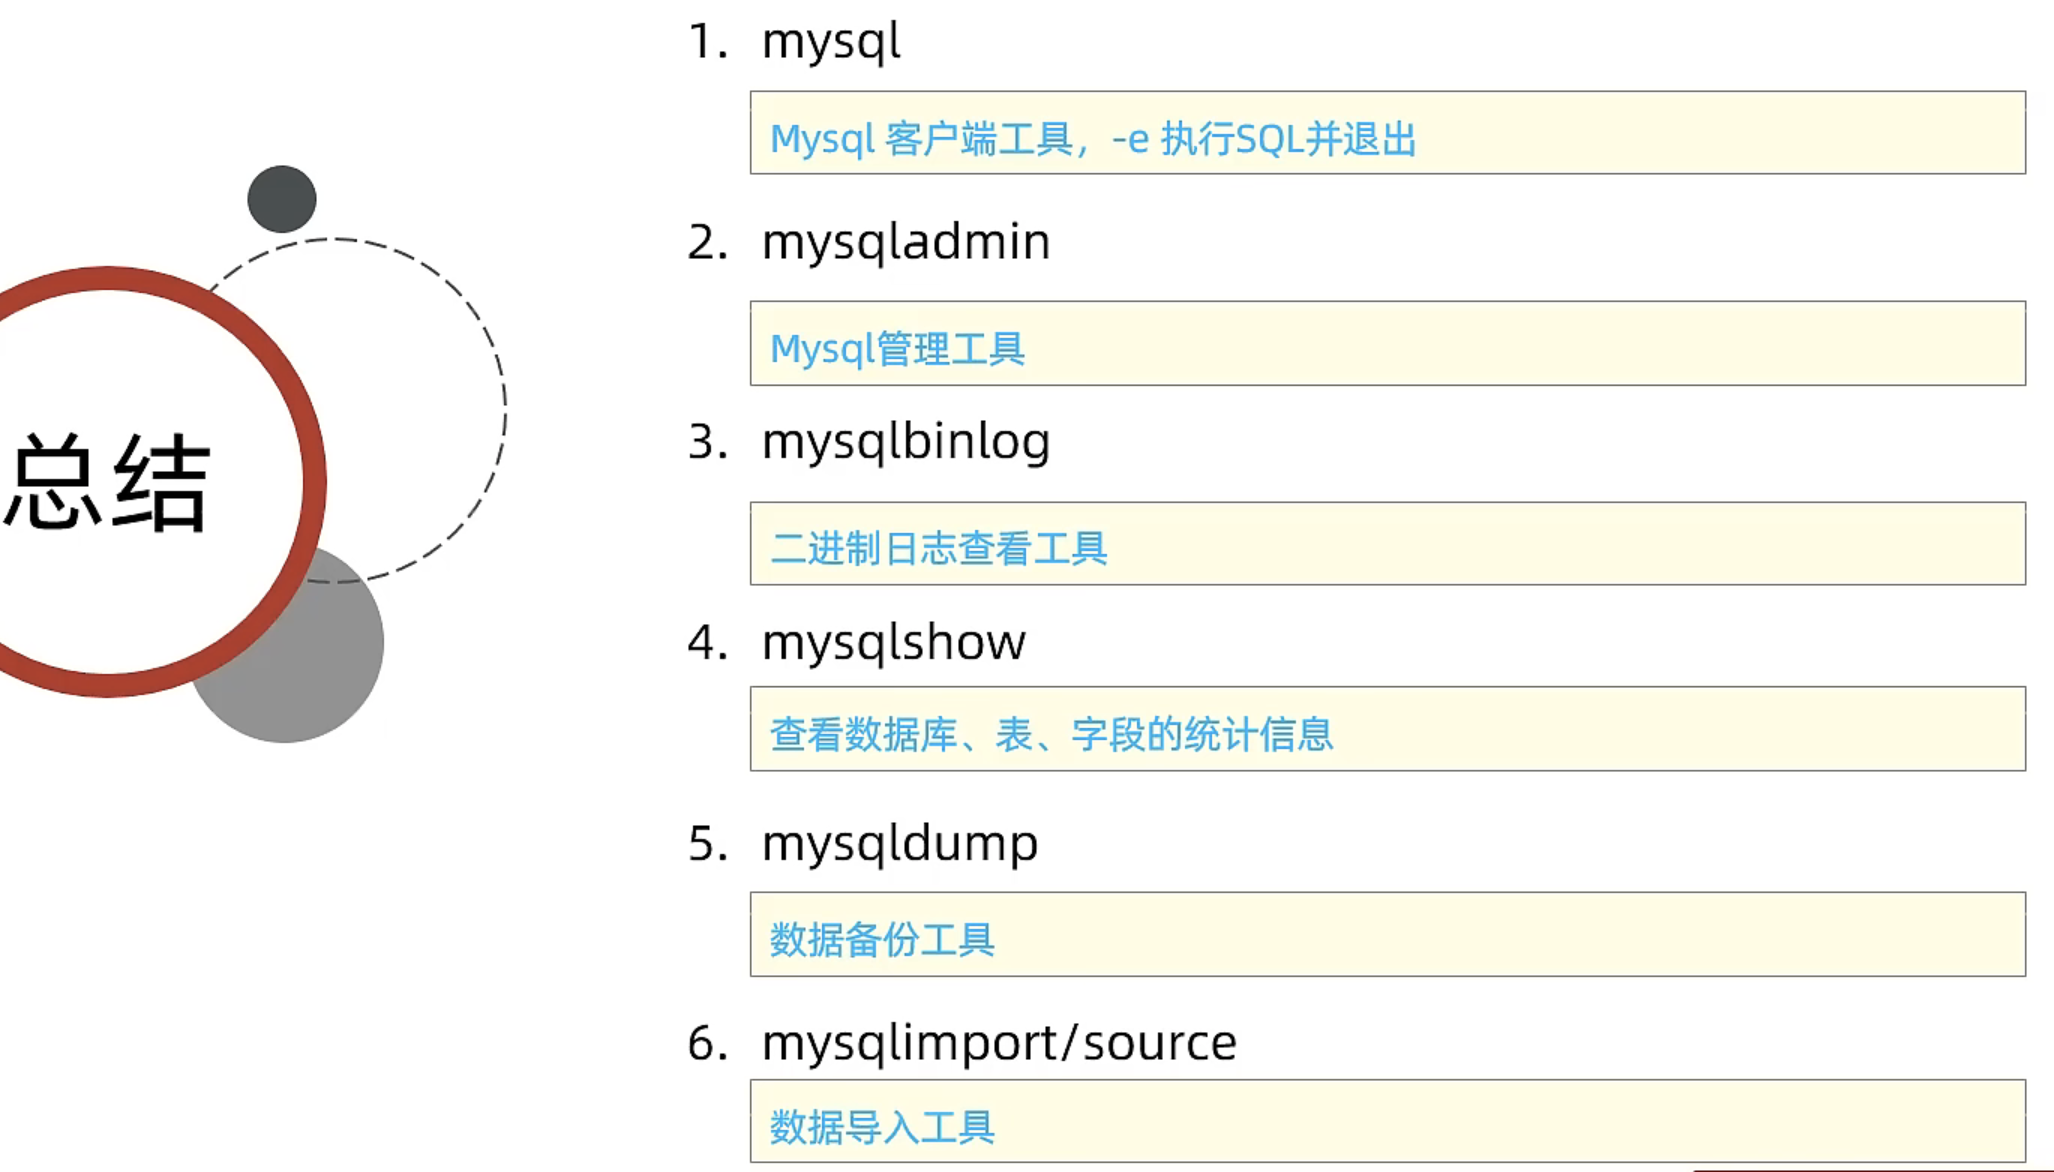 总结
1. mysql
Mysql 客户端工具，-e 执行SQL并退出
2. mysqladmin
Mysql管理工具
3. mysqlbinlog
二进制日志查看工具
4. mysqlshow
查看数据库、表、字段的统计信息
5. mysqldump
数据备份工具
6. mysqlimport/source
数据导入工具